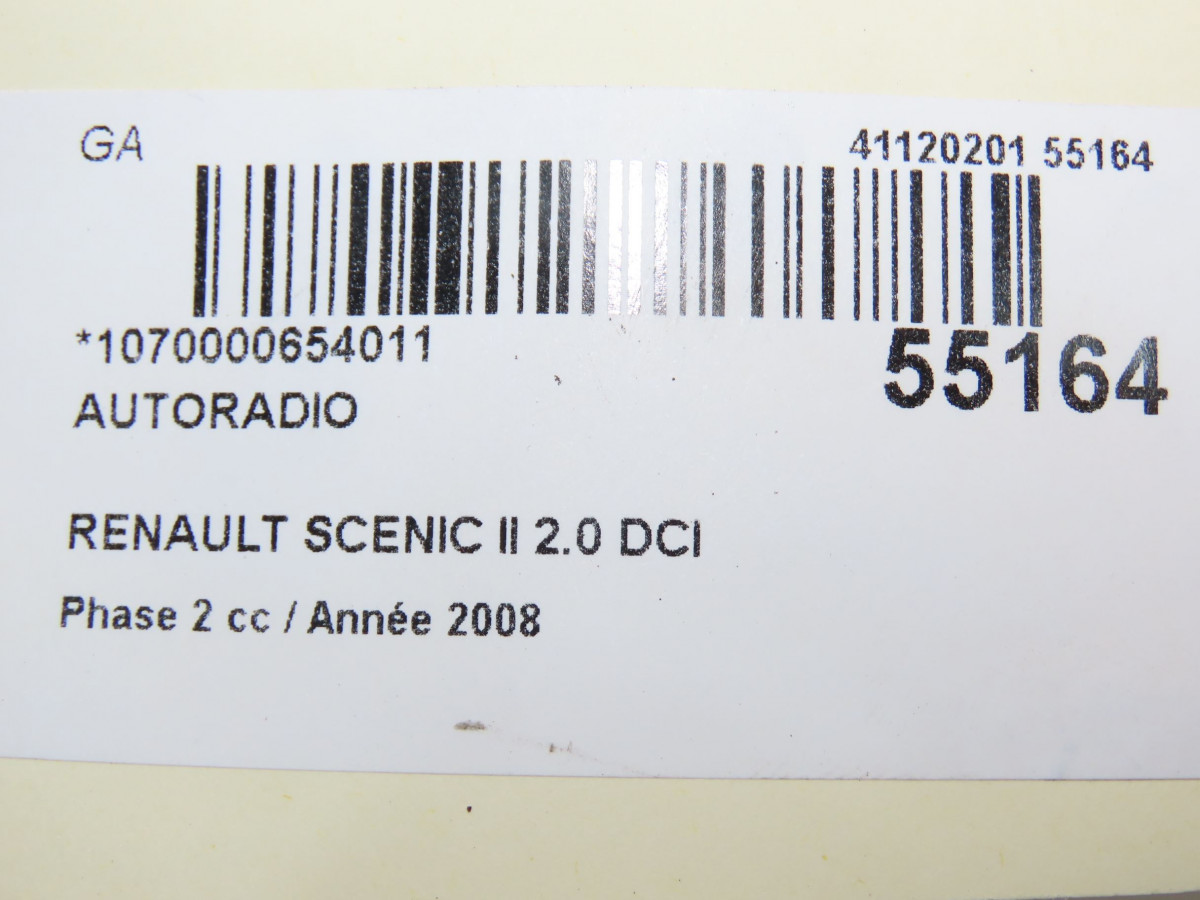 GA
41120201 55164
*1070000654011
55164
AUTORADIO
RENAULT SCENIC II 2.0 DCI
Phase 2 cc / Année 2008